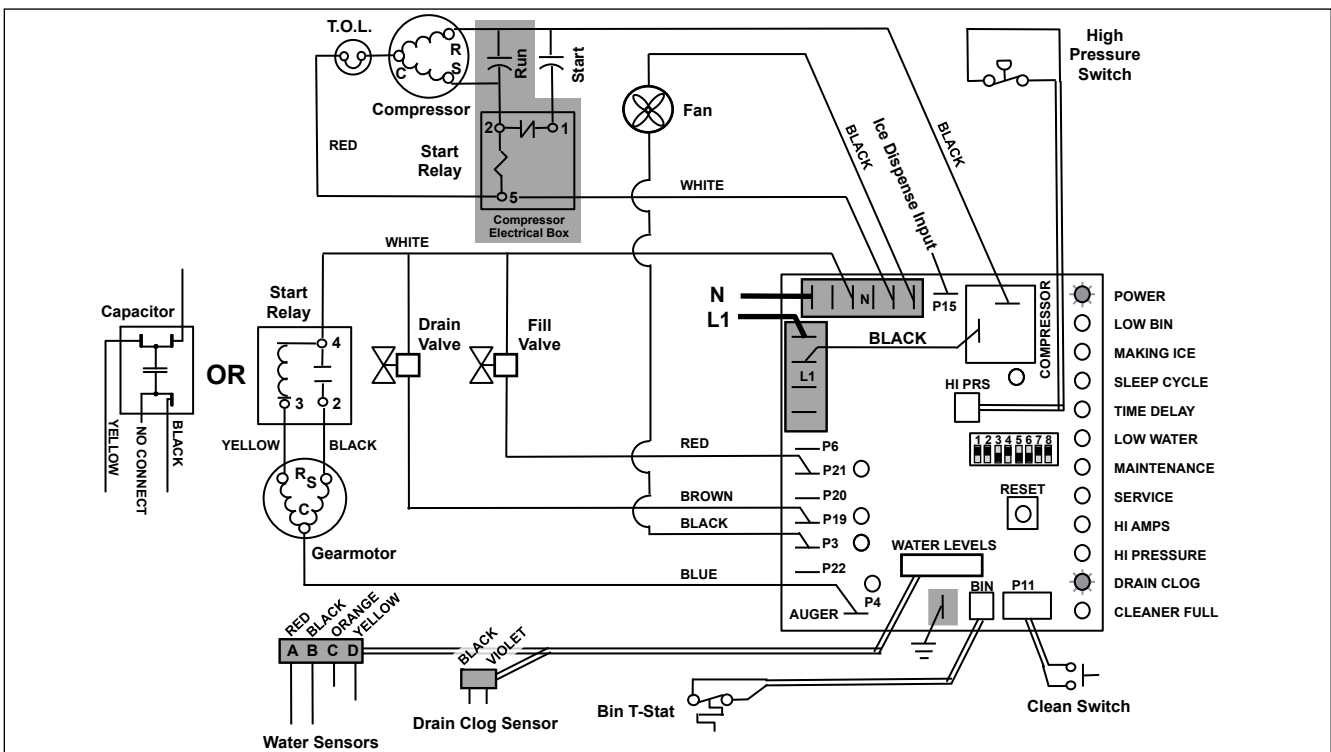 T.O.L.
High
Pressure
Switch
R
C
S
Run
Start
Compressor
Fan
2
1
RED
Start
Relay
BLACK
Ice Dispense Input
BLACK
WHITE
5
Compressor
Electrical Box
WHITE
Capacitor
Start
Relay
Drain
Valve
Fill
Valve
N
N
P15
L1
BLACK
COMPRESSOR
POWER
LOW BIN
MAKING ICE
SLEEP CYCLE
TIME DELAY
LOW WATER
MAINTENANCE
SERVICE
HI AMPS
HI PRESSURE
DRAIN CLOG
CLEANER FULL
4
OR
L1
HI PRS
3
2
YELLOW
NO CONNECT
BLACK
YELLOW
BLACK
RED
P6
P21
1 2 3 4 5 6 7 8
R
S
C
BROWN
P20
P19
RESET
BLACK
P3
Gearmotor
WATER LEVELS
BLUE
P22
P4
AUGER
BIN
P11
RED
BLACK
ORANGE
YELLOW
A B C D
BLACK
VIOLET
Bin T-Stat
Clean Switch
Drain Clog Sensor
Water Sensors